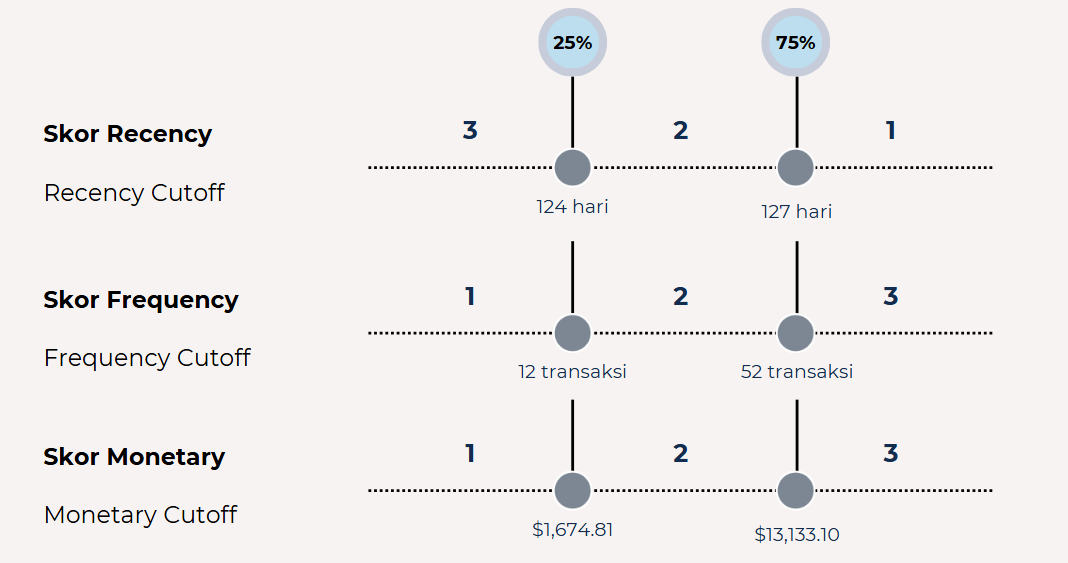 25% 75%
Skor Recency 3 2 1
Recency Cutoff 124 hari 127 hari
Skor Frequency 1 2 3
Frequency Cutoff 12 transaksi 52 transaksi
Skor Monetary 1 2 3
Monetary Cutoff $1,674.81 $13,133.10